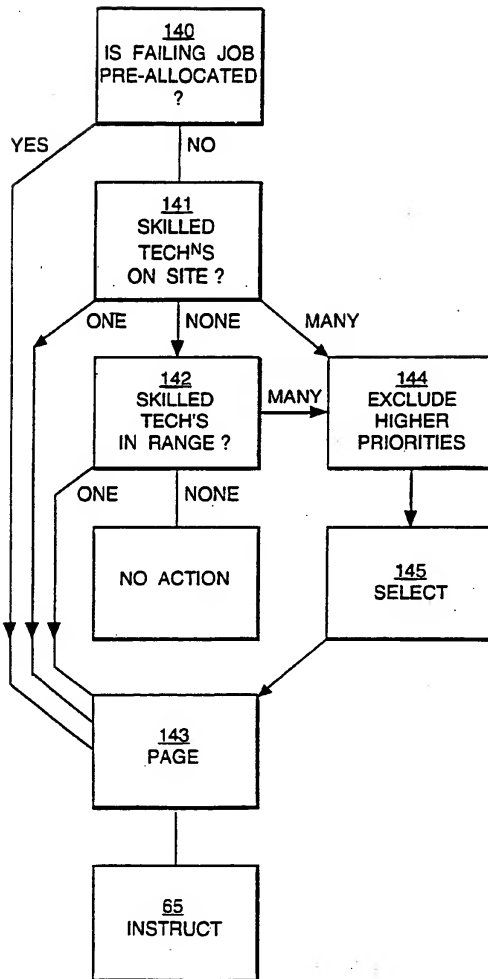 140
IS FAILING JOB
PRE-ALLOCATED
?
YES
NO
141
SKILLED
TECHᴺS
ON SITE ?
ONE
NONE
MANY
142
SKILLED
TECH'S
IN RANGE ?
MANY
144
EXCLUDE
HIGHER
PRIORITIES
ONE
NONE
NO ACTION
145
SELECT
143
PAGE
65
INSTRUCT